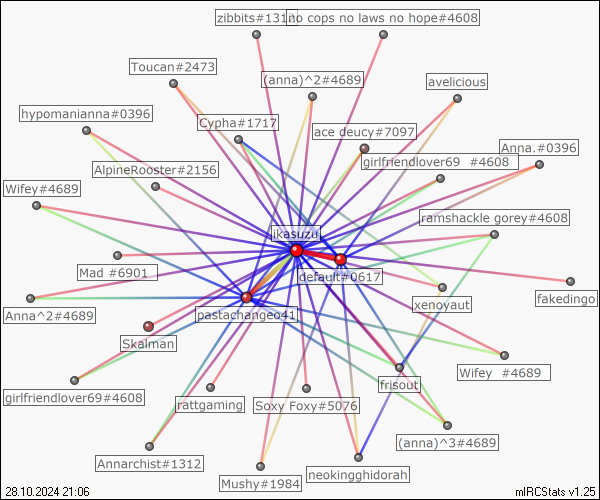 zibbits#1312
no cops no laws no hope#4608
Toucan#2473
(anna)^2#4689
avelicious
hypomanianna#0396
Cypha#1717
ace deucy#7097
Anna.#0396
girlfriendlover69 #4608
AlpineRooster#2156
Wifey#4689
ramshackle gorey#4608
ikasuzu
Mad #6901
default#0617
fakedingo
xenoyaut
Anna^2#4689
pastachangeo41
Skalman
Wifey #4689
frisout
girlfriendlover69#4608
rattgaming
Soxy Foxy#5076
(anna)^3#4689
Annarchist#1312
neokingghidorah
Mushy#1984
28.10.2024 21:06
mIRCStats v1.25